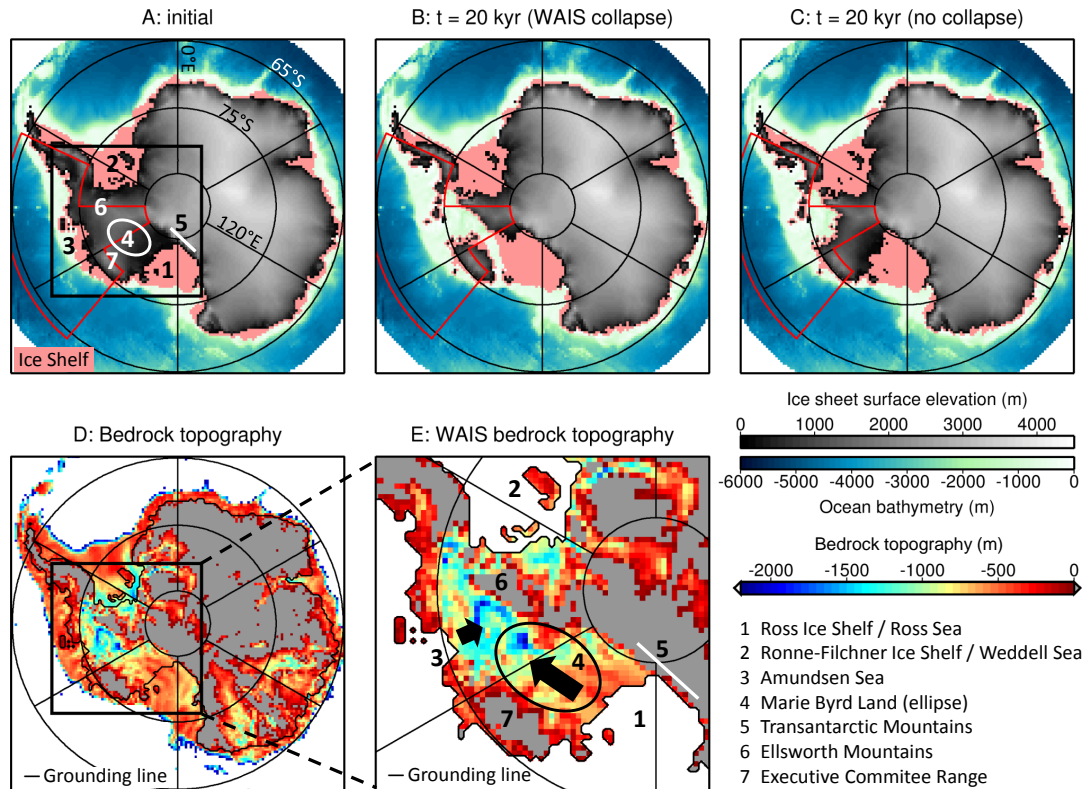 A: initial
B: t = 20 kyr (WAIS collapse)
C: t = 20 kyr (no collapse)
0°E
65°S
75°S
120°E
2
6
5
4
3
7
1
Ice Shelf
Ice sheet surface elevation (m)
0 1000 2000 3000 4000
-6000 -5000 -4000 -3000 -2000 -1000 0
Ocean bathymetry (m)
D: Bedrock topography
E: WAIS bedrock topography
Bedrock topography (m)
-2000 -1500 -1000 -500 0
2
6
3
4
5
7
1
Grounding line
Grounding line
1 Ross Ice Shelf / Ross Sea
2 Ronne-Filchner Ice Shelf / Weddell Sea
3 Amundsen Sea
4 Marie Byrd Land (ellipse)
5 Transantarctic Mountains
6 Ellsworth Mountains
7 Executive Commitee Range